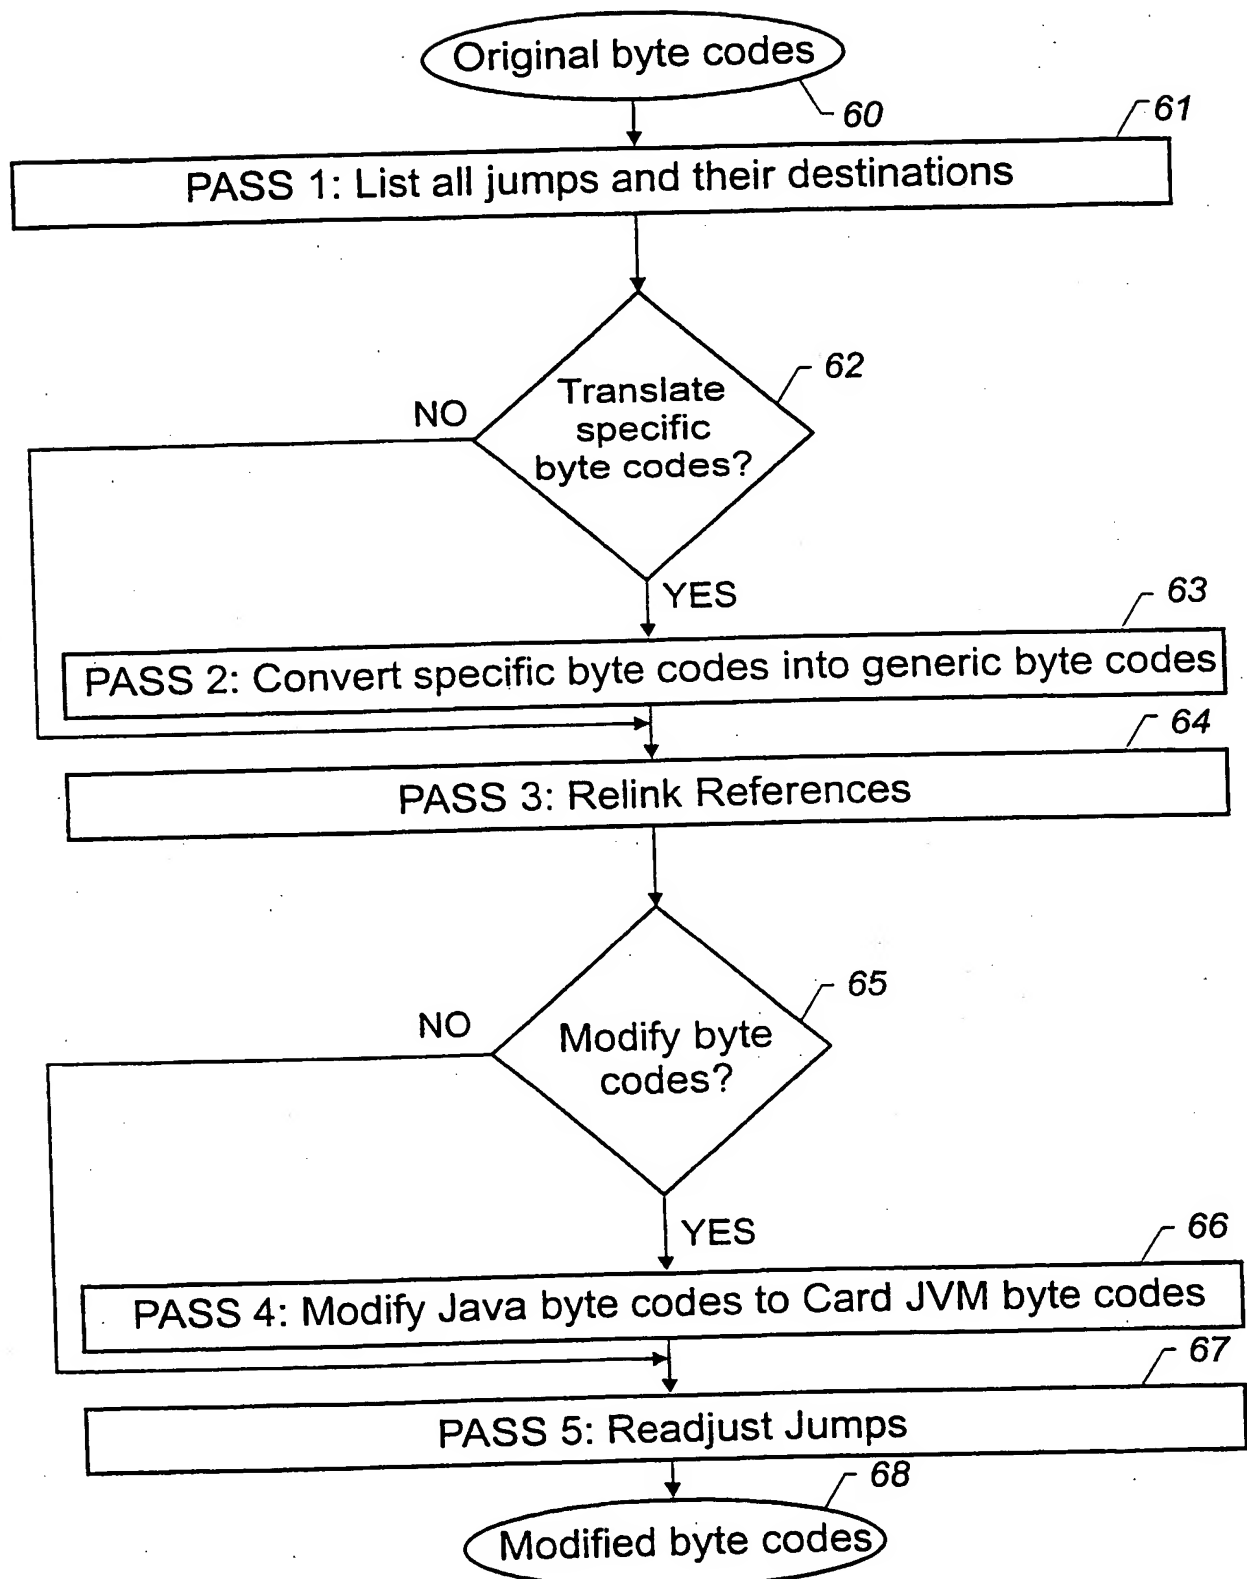 Original byte codes
60
61
PASS 1: List all jumps and their destinations
62
Translate
specific
byte codes?
NO
YES
63
PASS 2: Convert specific byte codes into generic byte codes
64
PASS 3: Relink References
65
NO
Modify byte
codes?
YES
66
PASS 4: Modify Java byte codes to Card JVM byte codes
67
PASS 5: Readjust Jumps
68
Modified byte codes